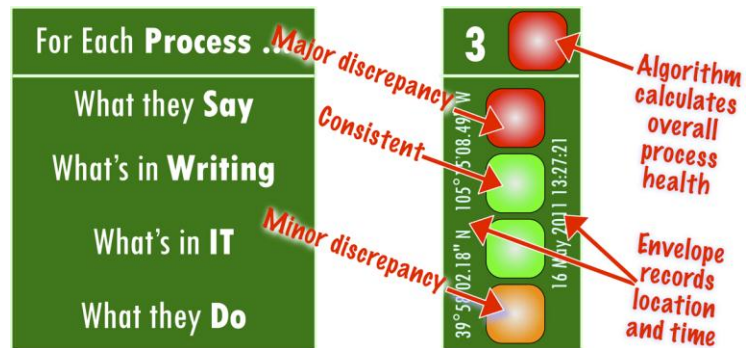 For Each Process ...
What they Say
What's in Writing
What's in IT
What they Do
3
Major discrepancy
Consistent
Minor discrepancy
39° 02.18" N 105° 5'08.49" W
16 May 2011 13:27:21
Algorithm
calculates
overall
process
health
Envelope
records
location
and time